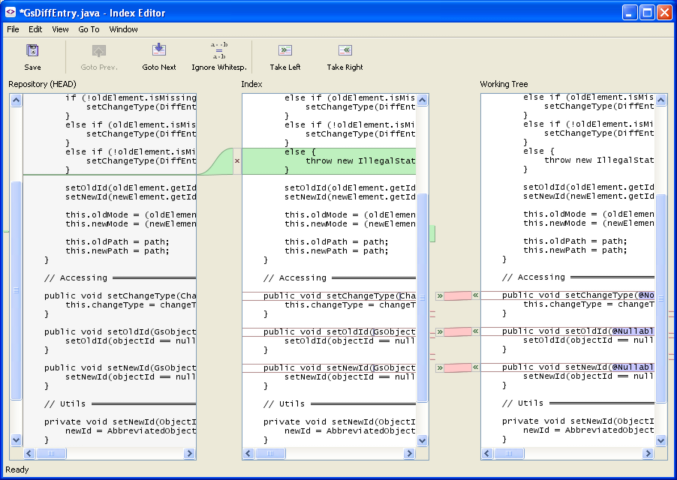 *GsDiffEntry.java - Index Editor
File Edit View Go To Window
Save Goto Prev. Goto Next Ignore Whitesp. Take Left Take Right
Repository (HEAD)
if (!oldElement.isMissing
setChangeType(DiffEnt
}
else if (oldElement.isMi
setChangeType(DiffEnt
}
else if (!oldElement.isM
setChangeType(DiffEnt
}
setOldId(oldElement.getId
setNewId(newElement.getId
this.oldMode = (oldElemen
this.newMode = (newElemen
this.oldPath = path;
this.newPath = path;
}
// Accessing
public void setChangeType(Cha
this.changeType = changeT
}
public void setOldId(GsObject
setOldId(objectId == null
}
public void setNewId(GsObject
setNewId(objectId == null
}
// Utils
private void setNewId(ObjectI
newId = AbbreviatedObject
}
Index
else if (oldElement.isMis
setChangeType(DiffEnt
}
else if (!oldElement.isMi
setChangeType(DiffEnt
}
else {
throw new IllegalStat
}
setOldId(oldElement.getId
setNewId(newElement.getId
this.oldMode = (oldElemen
this.newMode = (newElemen
this.oldPath = path;
this.newPath = path;
}
// Accessing
public void setChangeType(Cha
this.changeType = changeT
}
public void setOldId(GsObject
setOldId(objectId == null
}
public void setNewId(GsObject
setNewId(objectId == null
}
// Utils
private void setNewId(ObjectI
newId = AbbreviatedObject
}
Working Tree
else if (oldElement.isMis
setChangeType(DiffEnt
}
else if (!oldElement.isMi
setChangeType(DiffEnt
}
else {
throw new IllegalStat
}
setOldId(oldElement.getId
setNewId(newElement.getId
this.oldMode = (oldElemen
this.newMode = (newElemen
this.oldPath = path;
this.newPath = path;
}
// Accessing
public void setChangeType(@No
this.changeType = changeT
}
public void setOldId(@Nullabl
setOldId(objectId == null
}
public void setNewId(@Nullabl
setNewId(objectId == null
}
// Utils
private void setNewId(ObjectI
newId = AbbreviatedObject
}
Ready